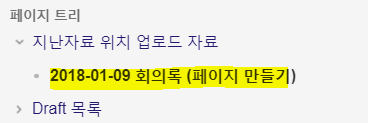 페이지 트리
지난자료 위치 업로드 자료
2018-01-09 회의록 (페이지 만들기)
Draft 목록